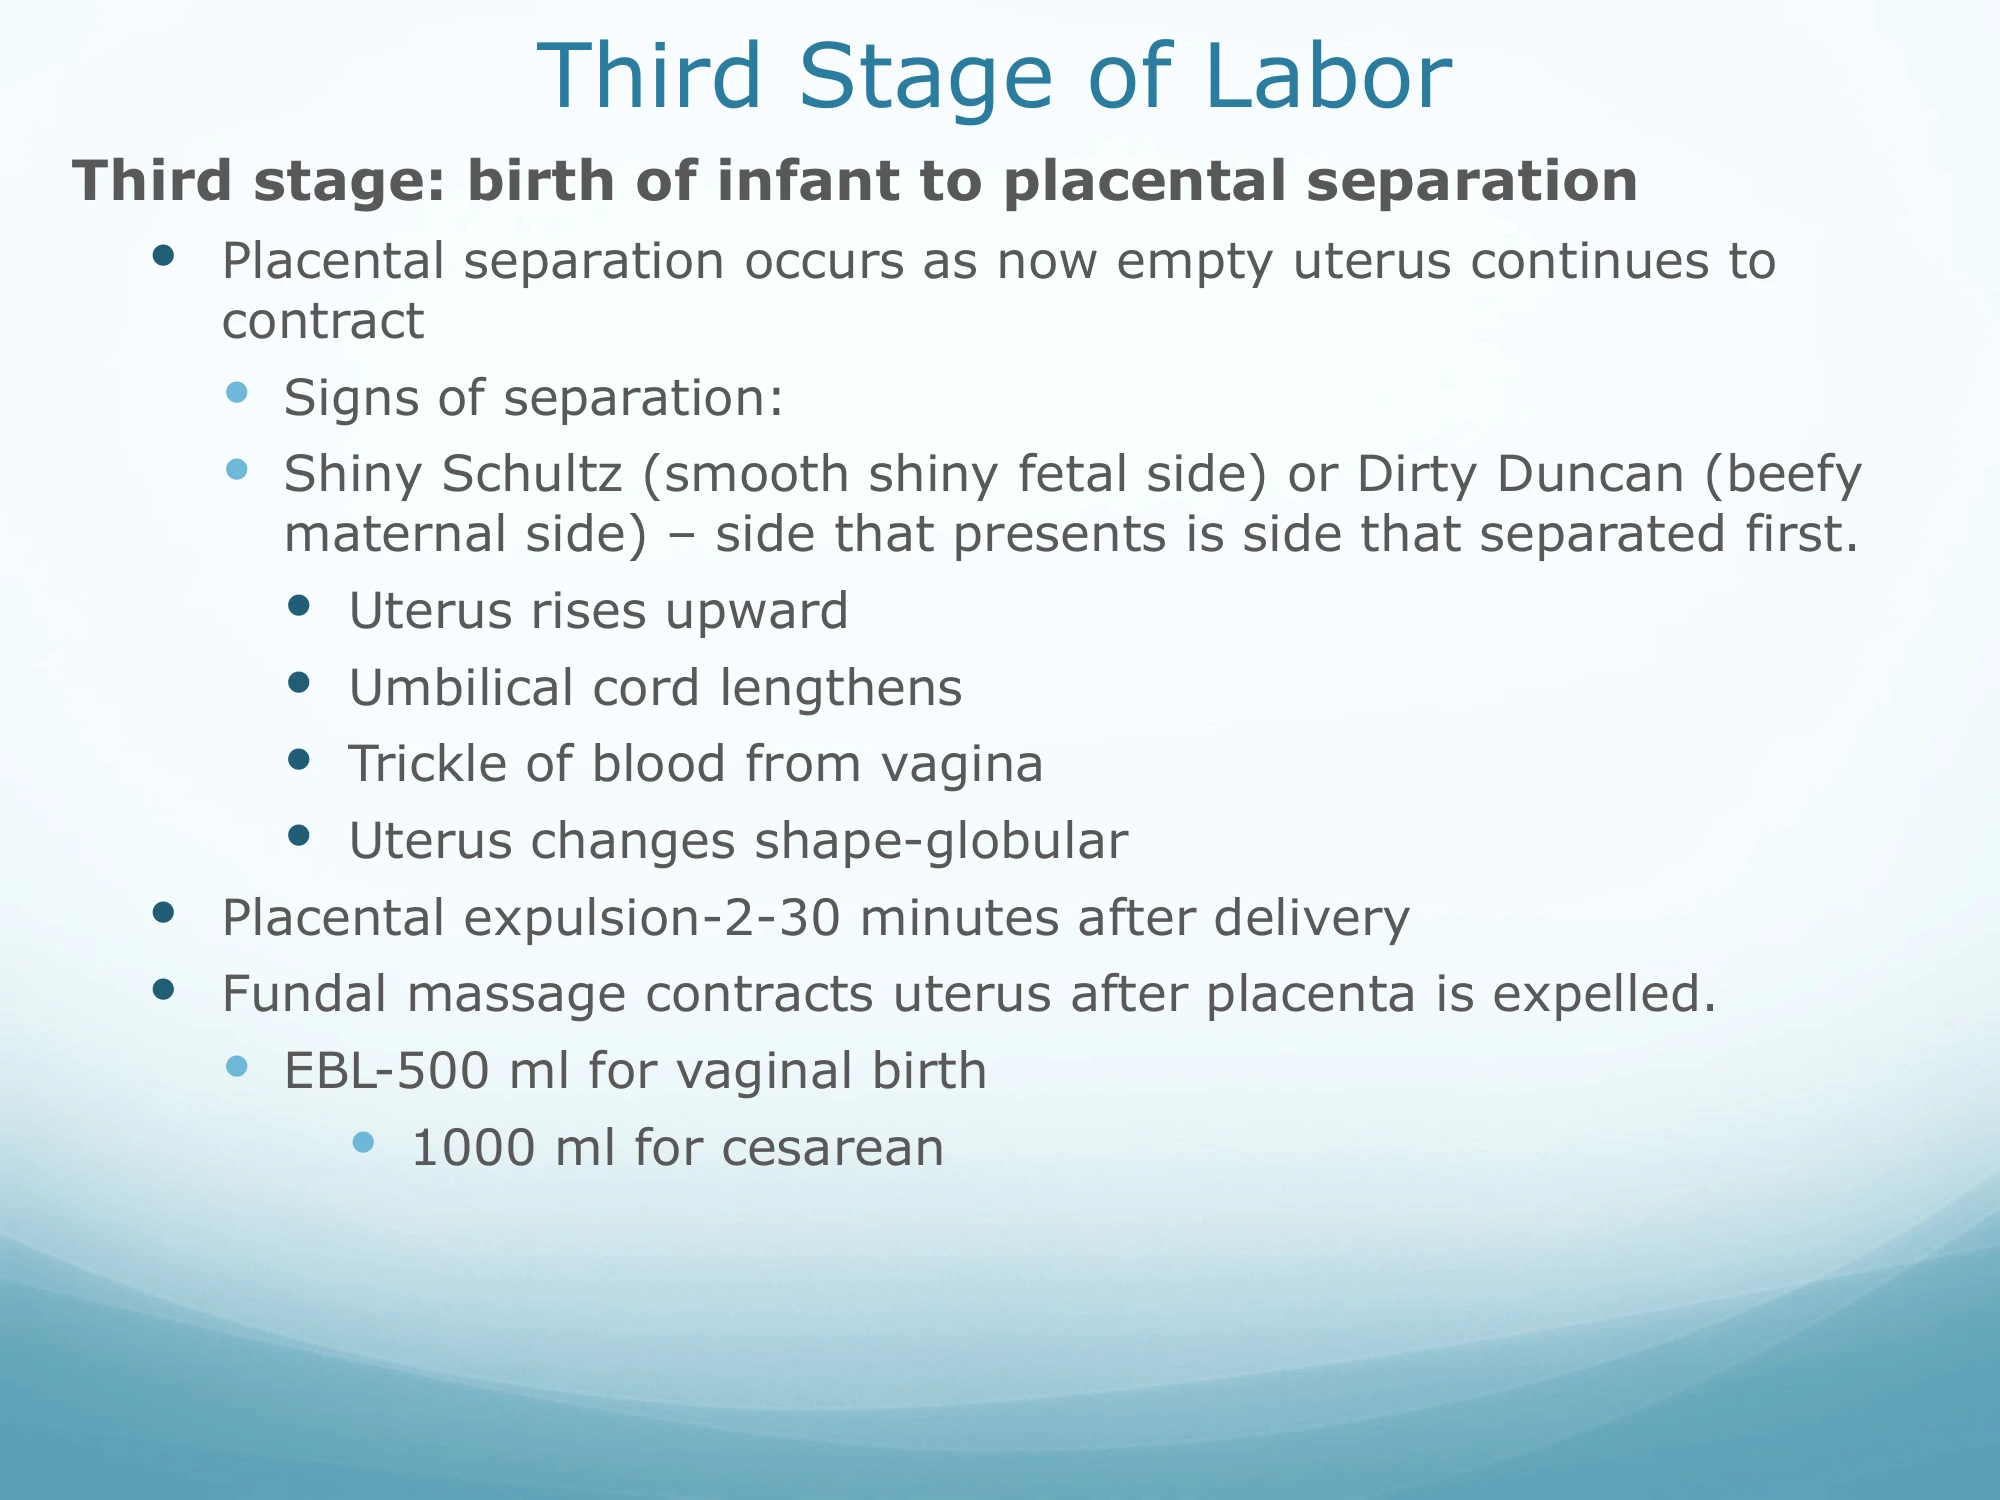 Third Stage of Labor
Third stage: birth of infant to placental separation
• Placental separation occurs as now empty uterus continues to
contract
• Signs of separation:
• Shiny Schultz (smooth shiny fetal side) or Dirty Duncan (beefy
maternal side) – side that presents is side that separated first.
• Uterus rises upward
• Umbilical cord lengthens
• Trickle of blood from vagina
• Uterus changes shape-globular
• Placental expulsion-2-30 minutes after delivery
• Fundal massage contracts uterus after placenta is expelled.
• EBL-500 ml for vaginal birth
• 1000 ml for cesarean